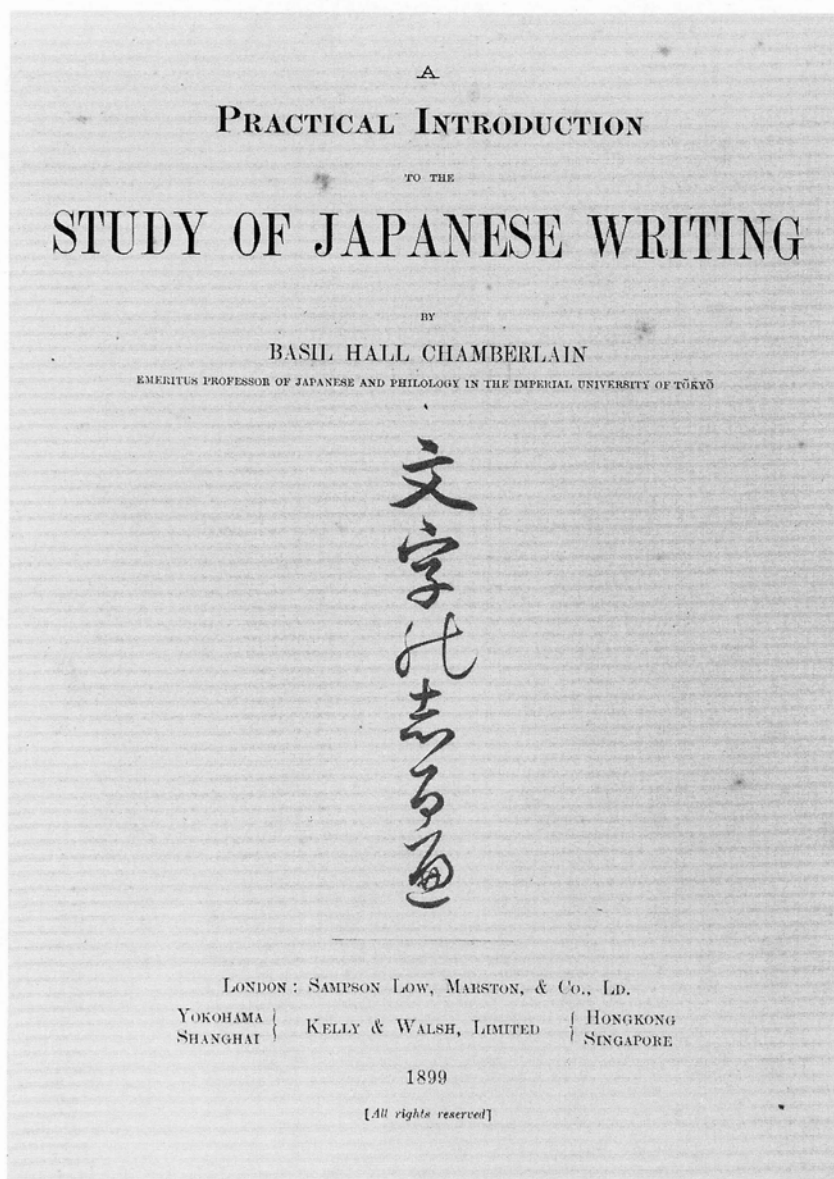 A
PRACTICAL INTRODUCTION
TO THE
STUDY OF JAPANESE WRITING
BY
BASIL HALL CHAMBERLAIN
EMERITUS PROFESSOR OF JAPANESE AND PHILOLOGY IN THE IMPERIAL UNIVERSITY OF TŌKYŌ
文字能志るべ
LONDON : SAMPSON LOW, MARSTON, & CO., LD.
YOKOHAMA SHANGHAI } KELLY & WALSH, LIMITED { HONGKONG SINGAPORE
1899
[All rights reserved]